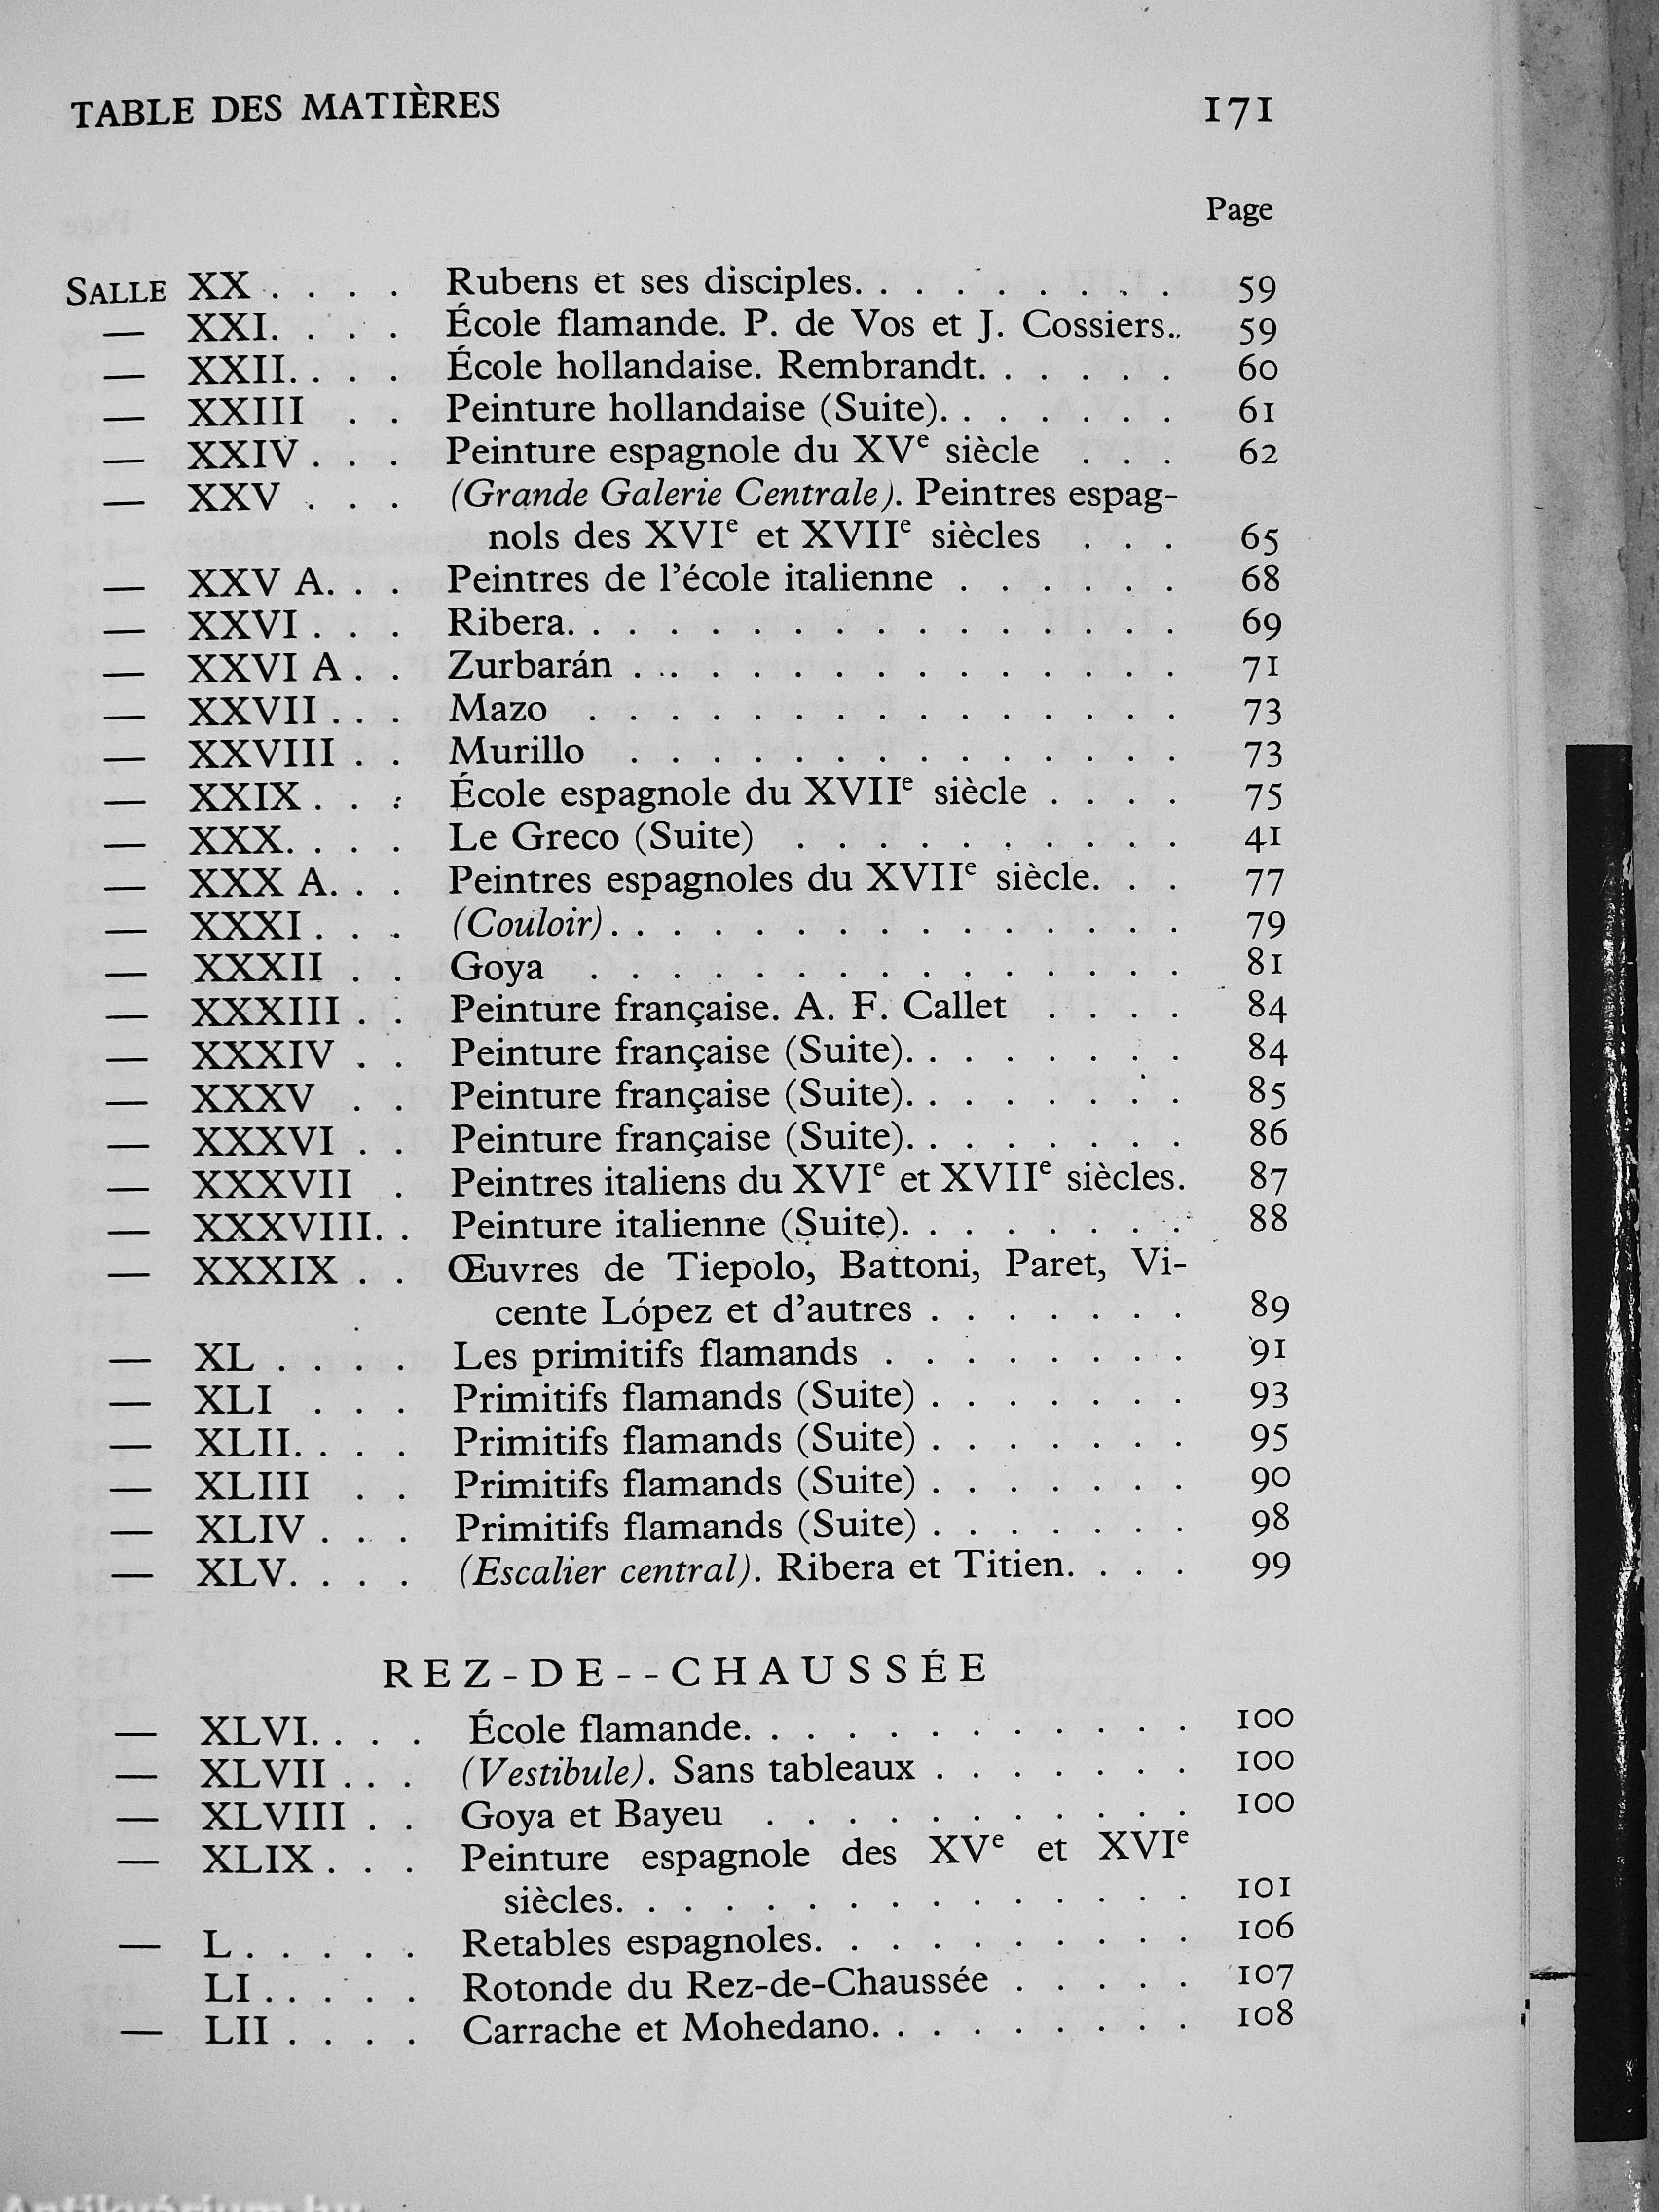 TABLE DES MATIÈRES 171
Page
SALLE XX . . . . Rubens et ses disciples. . . . . . . . . 59
— XXI. . . . École flamande. P. de Vos et J. Cossiers.. 59
— XXII. . . . École hollandaise. Rembrandt. . . . . . 60
— XXIII . . Peinture hollandaise (Suite). . . . . . . 61
— XXIV . . . Peinture espagnole du XVe siècle . . . 62
— XXV . . . (Grande Galerie Centrale). Peintres espag-
nols des XVIe et XVIIe siècles . . . 65
— XXV A. . . Peintres de l'école italienne . . . . . . 68
— XXVI . . . Ribera. . . . . . . . . . . . . . . . 69
— XXVI A . . Zurbarán . . . . . . . . . . . . . . 71
— XXVII . . . Mazo . . . . . . . . . . . . . . . 73
— XXVIII . . Murillo . . . . . . . . . . . . . . 73
— XXIX . . . École espagnole du XVIIe siècle . . . . 75
— XXX. . . . Le Greco (Suite) . . . . . . . . . . 41
— XXX A. . . Peintres espagnoles du XVIIe siècle. . . 77
— XXXI . . . (Couloir) . . . . . . . . . . . . . . . 79
— XXXII . . Goya . . . . . . . . . . . . . . . 81
— XXXIII . . Peinture française. A. F. Callet . . . . 84
— XXXIV . . Peinture française (Suite). . . . . . . . 84
— XXXV . . Peinture française (Suite). . . . . . . . 85
— XXXVI . . Peinture française (Suite). . . . . . . . 86
— XXXVII . Peintres italiens du XVIe et XVIIe siècles. 87
— XXXVIII. . Peinture italienne (Suite). . . . . . . . 88
— XXXIX . . Œuvres de Tiepolo, Battoni, Paret, Vi-
cente López et d'autres . . . . . . . 89
— XL . . . . Les primitifs flamands . . . . . . . . 91
— XLI . . . Primitifs flamands (Suite) . . . . . . . 93
— XLII. . . . Primitifs flamands (Suite) . . . . . . . 95
— XLIII . . Primitifs flamands (Suite) . . . . . . . 90
— XLIV . . . Primitifs flamands (Suite) . . . . . . . 98
— XLV. . . . (Escalier central). Ribera et Titien. . . . 99
REZ-DE--CHAUSSÉE
— XLVI. . . . École flamande. . . . . . . . . . . . 100
— XLVII . . . (Vestibule). Sans tableaux . . . . . . . 100
— XLVIII . . Goya et Bayeu . . . . . . . . . . . 100
— XLIX . . . Peinture espagnole des XVe et XVIe
siècles. . . . . . . . . . . . . . . 101
— L . . . . . Retables espagnoles. . . . . . . . . . 106
LI . . . . . Rotonde du Rez-de-Chaussée . . . . . 107
— LII . . . . Carrache et Mohedano. . . . . . . . . 108
Antikvárium.hu